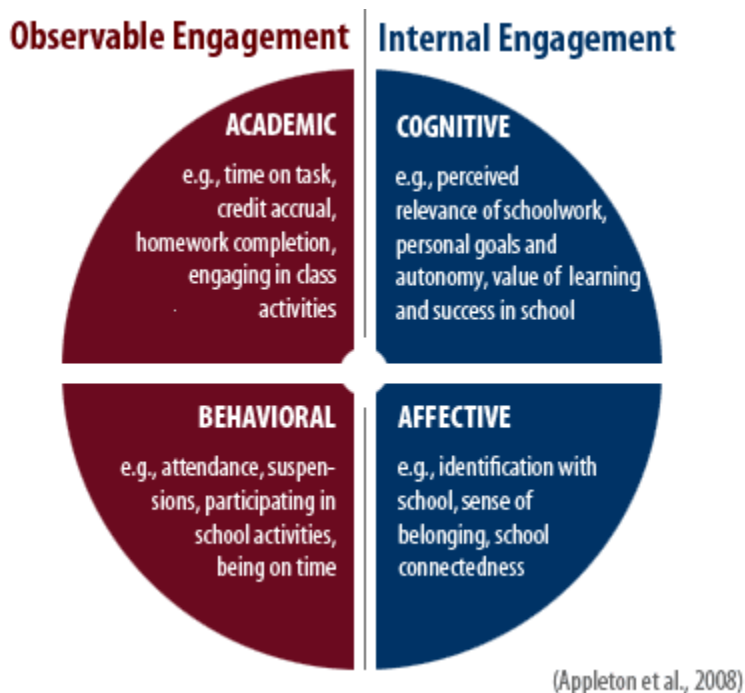 Observable Engagement
Internal Engagement
ACADEMIC
e.g., time on task,
credit accrual,
homework completion,
engaging in class
activities
COGNITIVE
e.g., perceived
relevance of schoolwork,
personal goals and
autonomy, value of learning
and success in school
BEHAVIORAL
e.g., attendance, suspen-
sions, participating in
school activities,
being on time
AFFECTIVE
e.g., identification with
school, sense of
belonging, school
connectedness
(Appleton et al., 2008)